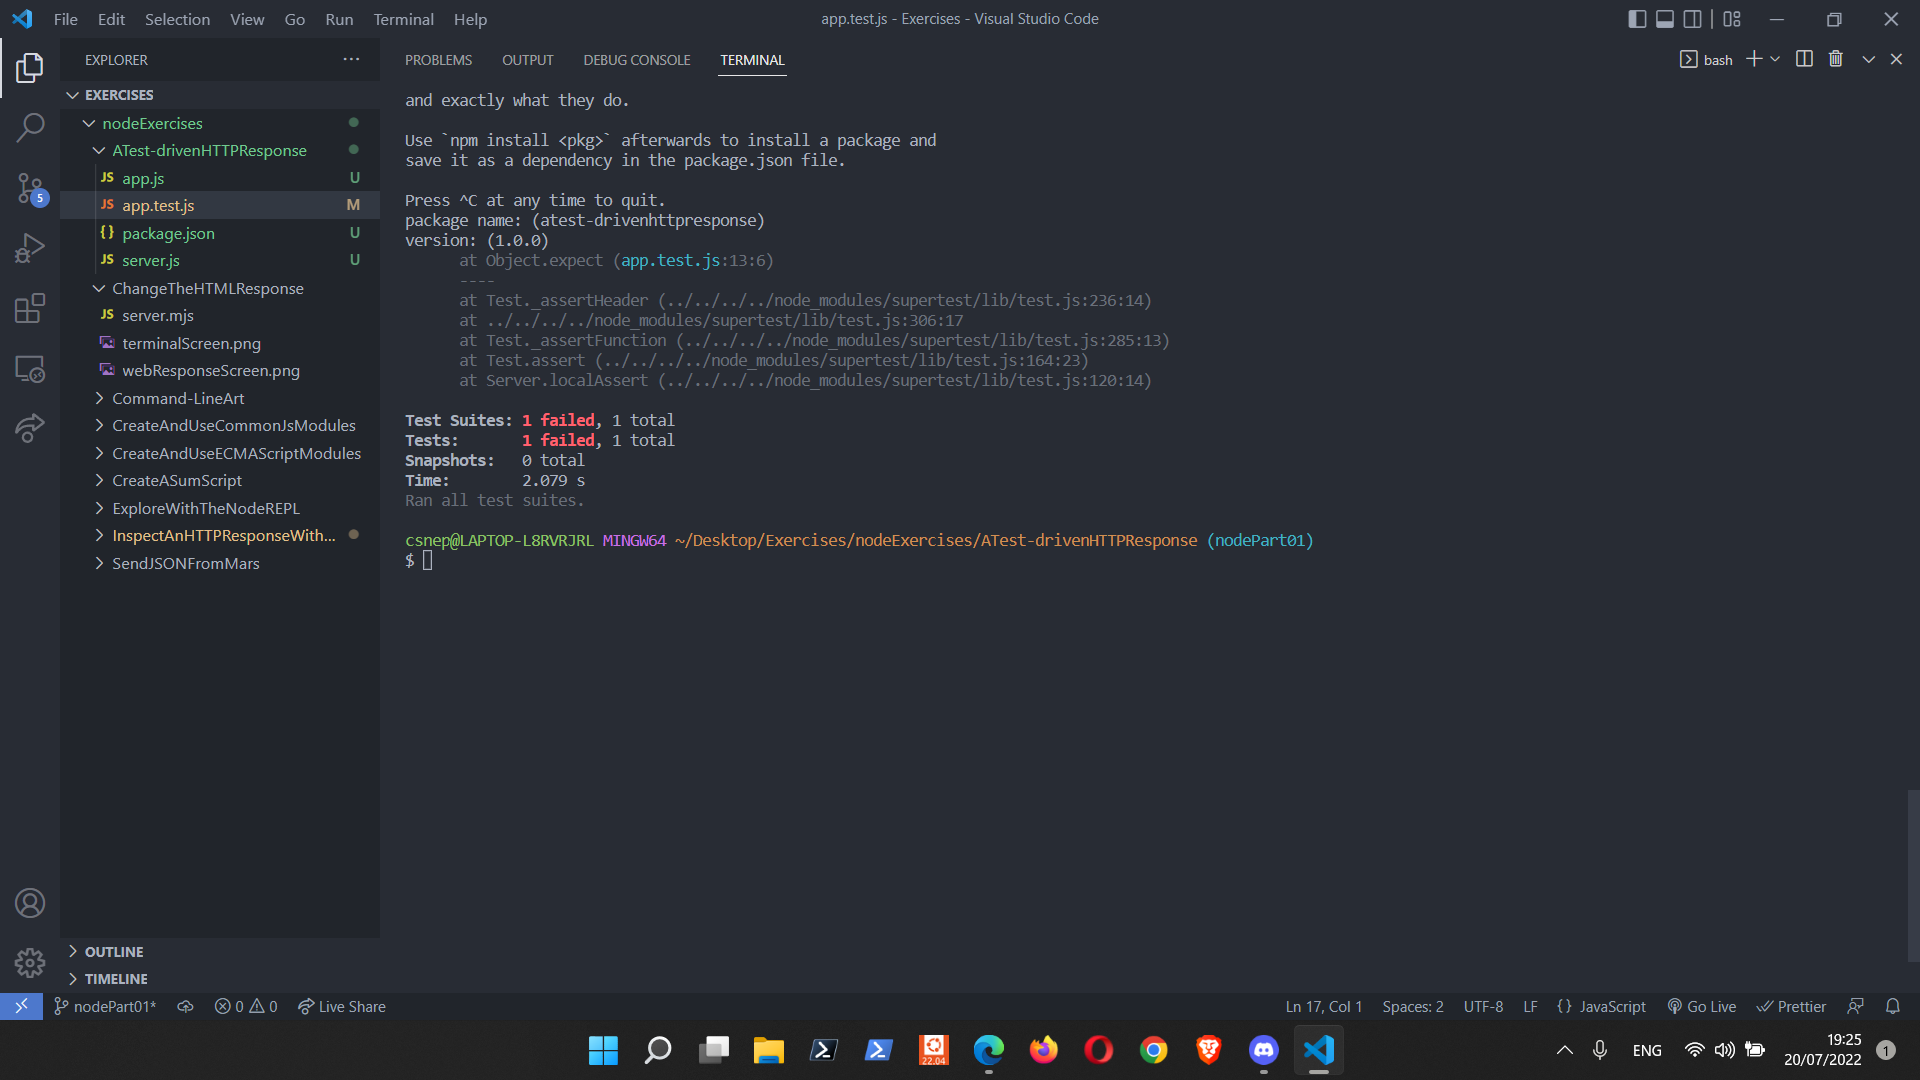 File Edit Selection View Go Run Terminal Help
app.test.js - Exercises - Visual Studio Code
EXPLORER
EXERCISES
nodeExercises
ATest-drivenHTTPResponse
JS app.js U
JS app.test.js M
{} package.json U
JS server.js U
ChangeTheHTMLResponse
JS server.mjs
terminalScreen.png
webResponseScreen.png
Command-LineArt
CreateAndUseCommonJsModules
CreateAndUseECMAScriptModules
CreateASumScript
ExploreWithTheNodeREPL
InspectAnHTTPResponseWith...
SendJSONFromMars
OUTLINE
TIMELINE
5
PROBLEMS OUTPUT DEBUG CONSOLE TERMINAL
bash
and exactly what they do.
Use `npm install <pkg>` afterwards to install a package and
save it as a dependency in the package.json file.
Press ^C at any time to quit.
package name: (atest-drivenhttpresponse)
version: (1.0.0)
at Object.expect (app.test.js:13:6)
----
at Test._assertHeader (../../../../node_modules/supertest/lib/test.js:236:14)
at ../../../../node_modules/supertest/lib/test.js:306:17
at Test._assertFunction (../../../../node_modules/supertest/lib/test.js:285:13)
at Test.assert (../../../../node_modules/supertest/lib/test.js:164:23)
at Server.localAssert (../../../../node_modules/supertest/lib/test.js:120:14)
Test Suites: 1 failed, 1 total
Tests: 1 failed, 1 total
Snapshots: 0 total
Time: 2.079 s
Ran all test suites.
csnep@LAPTOP-L8RVRJRL MINGW64 ~/Desktop/Exercises/nodeExercises/ATest-drivenHTTPResponse (nodePart01)
$
nodePart01* 0 0 Live Share
Ln 17, Col 1 Spaces: 2 UTF-8 LF {} JavaScript Go Live Prettier
22.04
ENG
19:25
20/07/2022
1